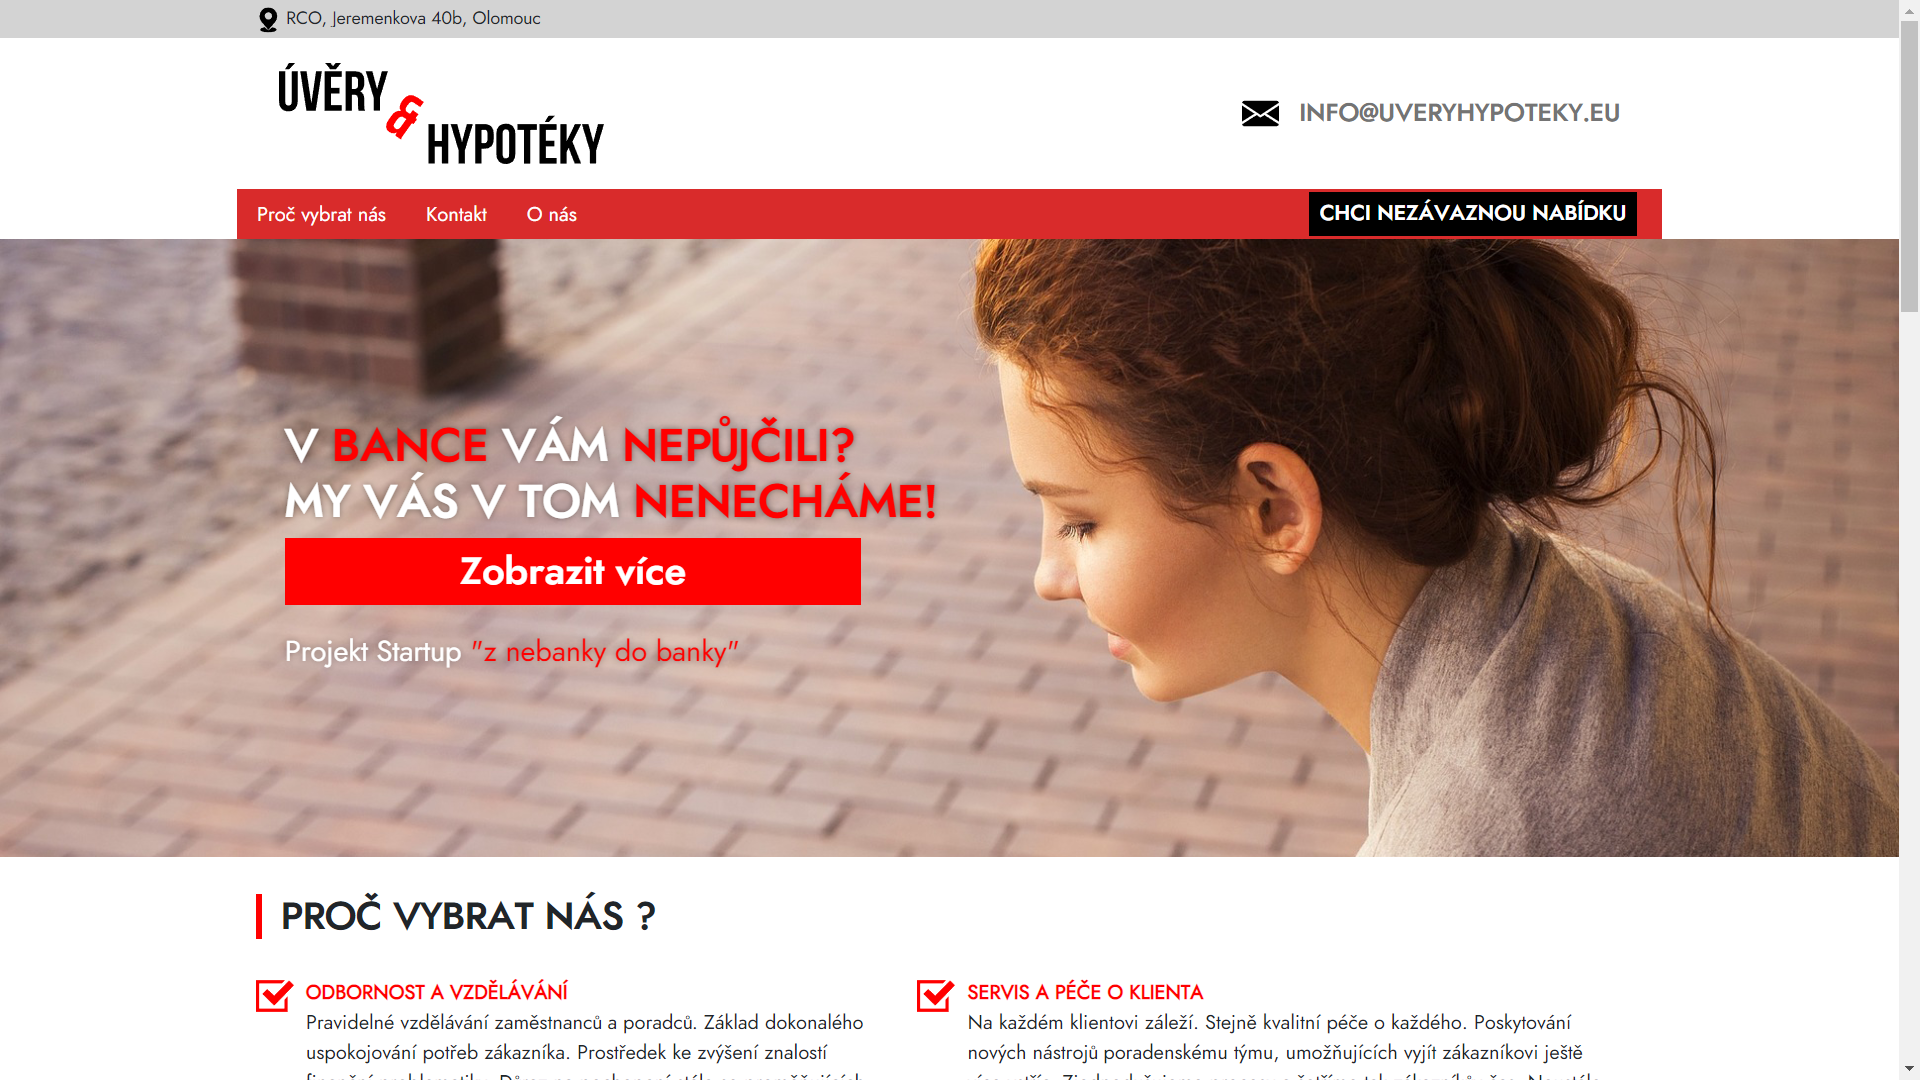 RCO, Jeremenkova 40b, Olomouc
ÚVĚRY
&
HYPOTÉKY
INFO@UVERYHYPOTEKY.EU
Proč vybrat nás
Kontakt
O nás
CHCI NEZÁVAZNOU NABÍDKU
V BANCE VÁM NEPŮJČILI?
MY VÁS V TOM NENECHÁME!
Zobrazit více
Projekt Startup "z nebanky do banky"
PROČ VYBRAT NÁS ?
ODBORNOST A VZDĚLÁVÁNÍ
Pravidelné vzdělávání zaměstnanců a poradců. Základ dokonalého
uspokojování potřeb zákazníka. Prostředek ke zvýšení znalostí
SERVIS A PÉČE O KLIENTA
Na každém klientovi záleží. Stejně kvalitní péče o každého. Poskytování
nových nástrojů poradenskému týmu, umožňujících vyjít zákazníkovi ještě